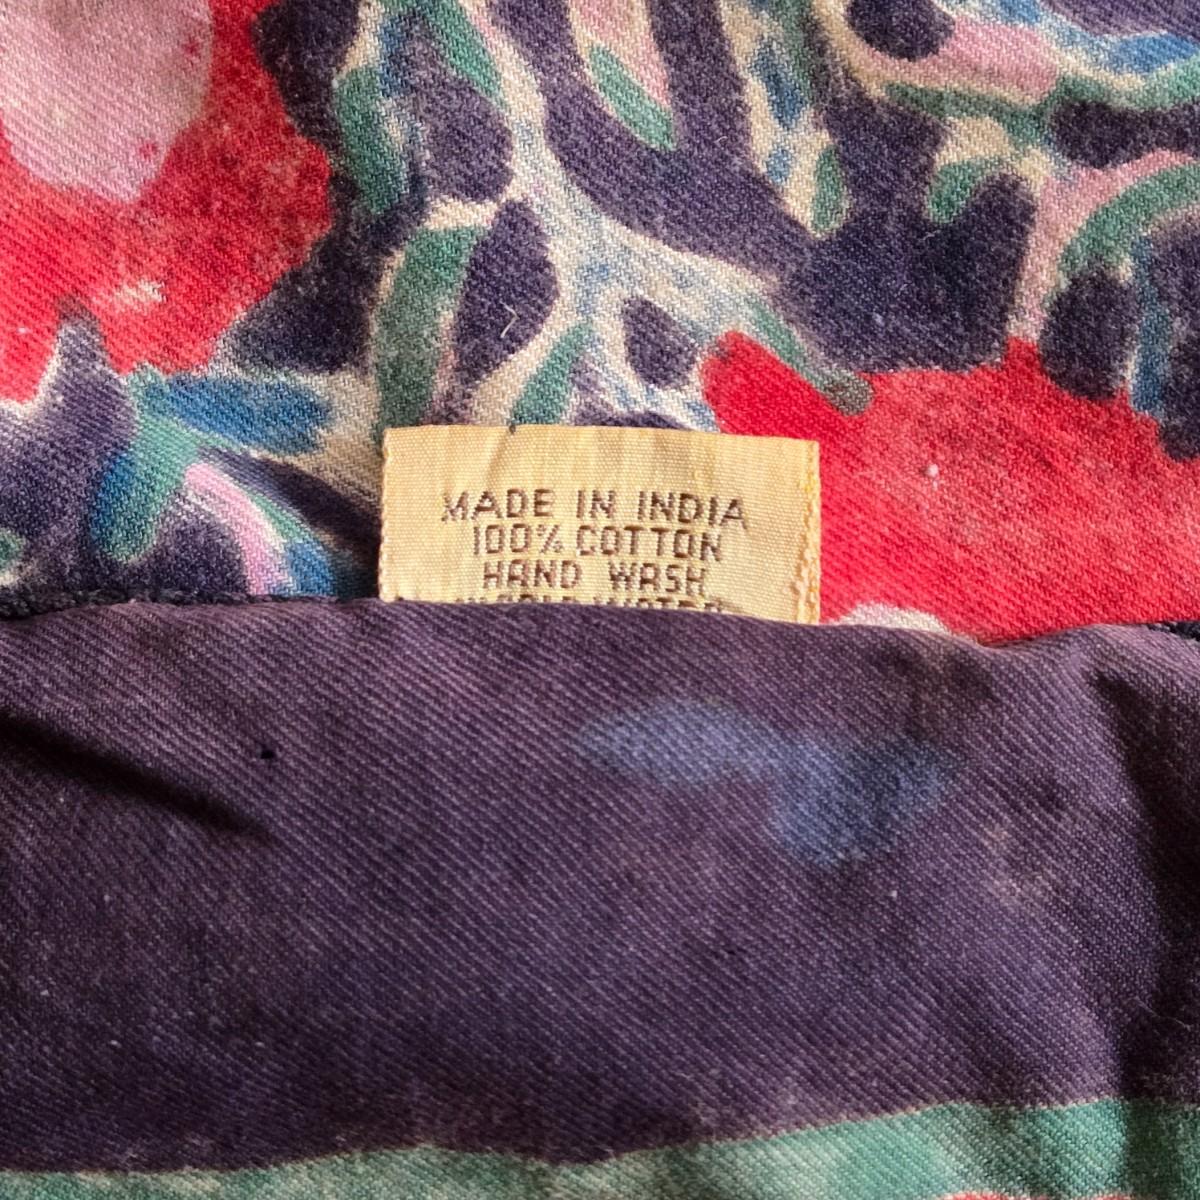 MADE IN INDIA
100% COTTON
HAND WASH